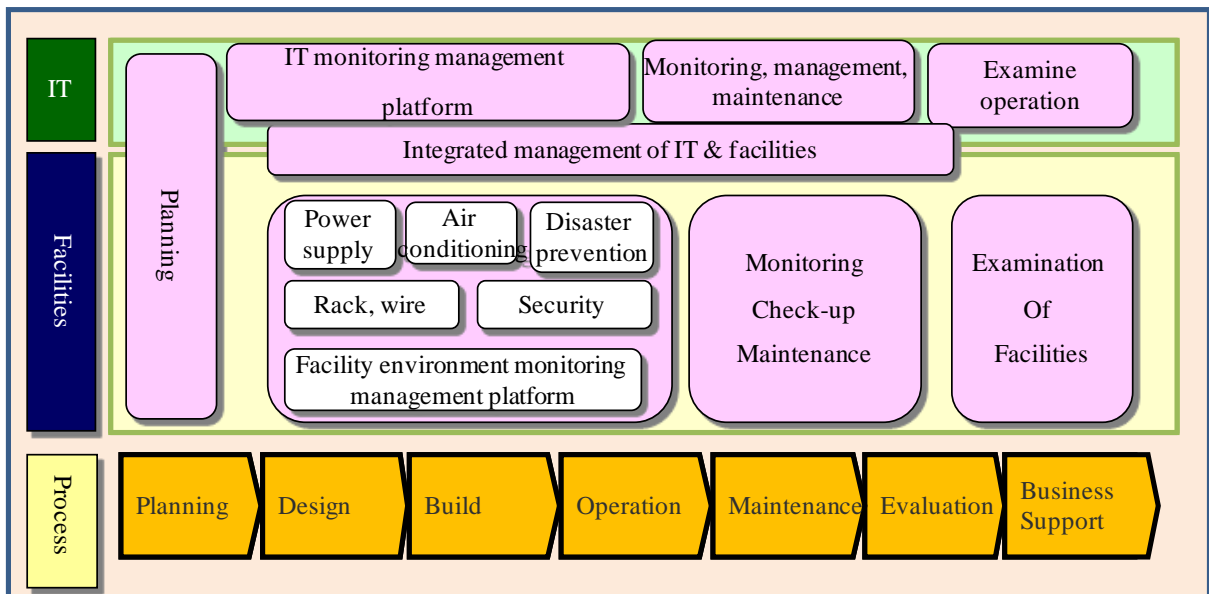 IT
IT monitoring management
platform
Monitoring, management,
maintenance
Examine
operation
Integrated management of IT & facilities
Planning
Facilities
Power
supply
Air
conditioning
Disaster
prevention
Rack, wire
Security
Facility environment monitoring
management platform
Monitoring
Check-up
Maintenance
Examination
Of
Facilities
Process
Planning
Design
Build
Operation
Maintenance
Evaluation
Business
Support